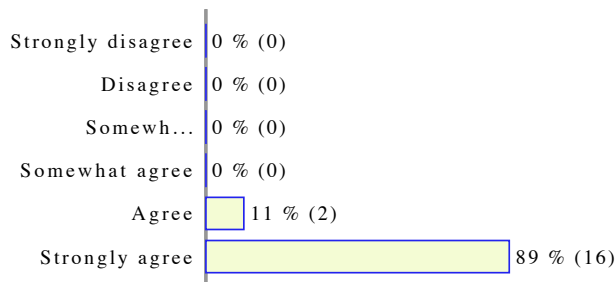 Strongly disagree 0 % (0)
Disagree 0 % (0)
Somewh... 0 % (0)
Somewhat agree 0 % (0)
Agree 11 % (2)
Strongly agree 89 % (16)